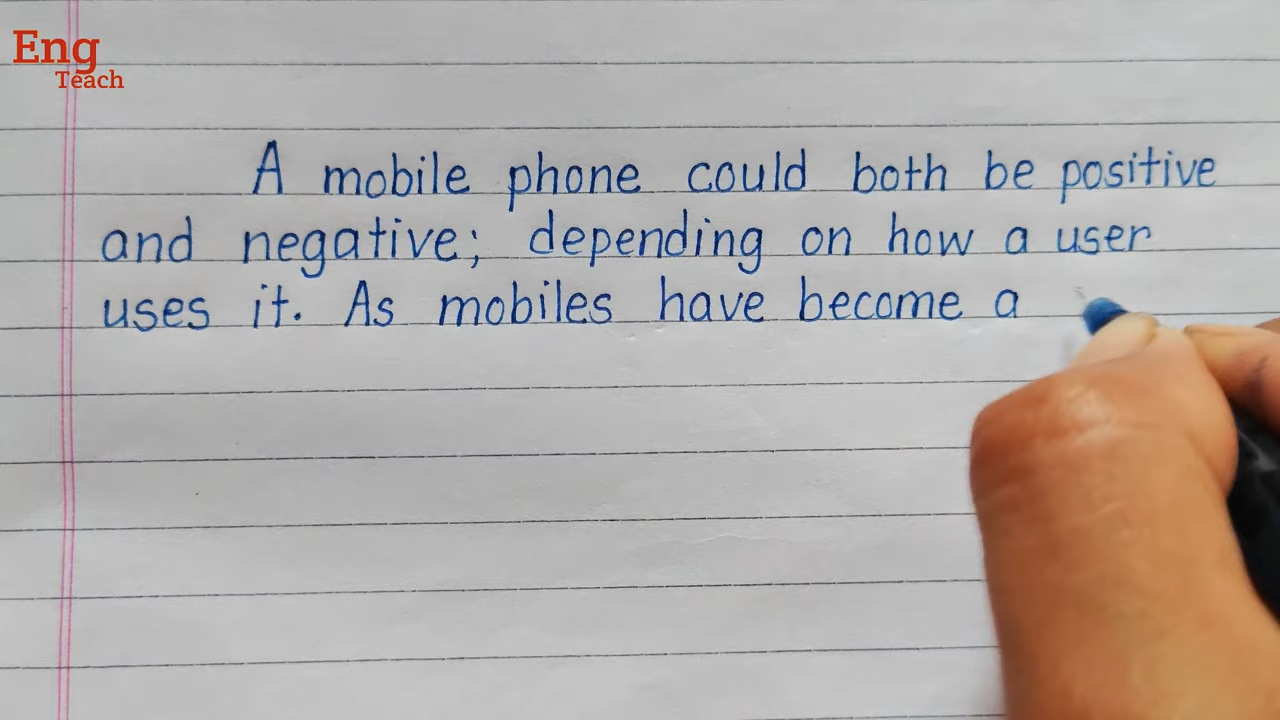 Eng
Teach
A mobile phone could both be positive
and negative; depending on how a user
uses it. As mobiles have become a